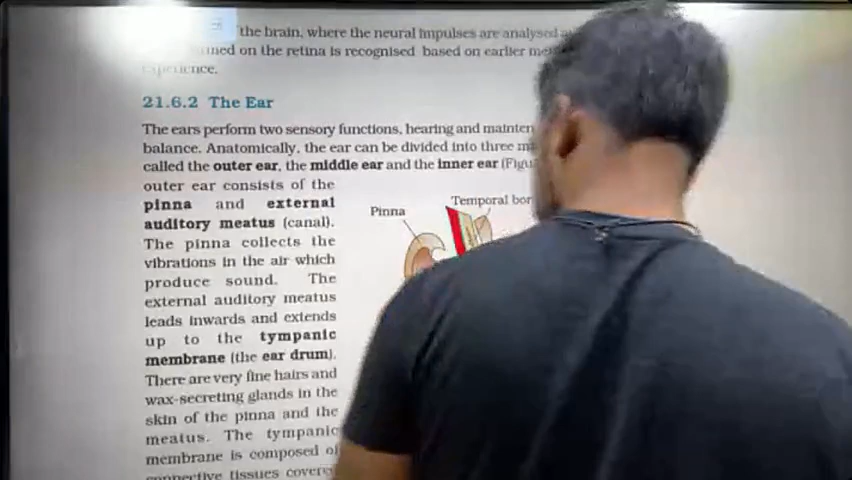 the brain, where the neural impulses are analysed
on the retina is recognised based on earlier
experience.
21.6.2 The Ear
The ears perform two sensory functions, hearing and
balance. Anatomically, the ear can be divided into three
called the outer ear, the middle ear and the inner ear
outer ear consists of the
pinna and external
auditory meatus (canal).
The pinna collects the
vibrations in the air which
produce sound. The
external auditory meatus
leads inwards and extends
up to the tympanic
membrane (the ear drum).
There are very fine hairs and
wax-secreting glands in the
skin of the pinna and the
meatus. The tympanic
membrane is composed of
connective tissues
Pinna
Temporal